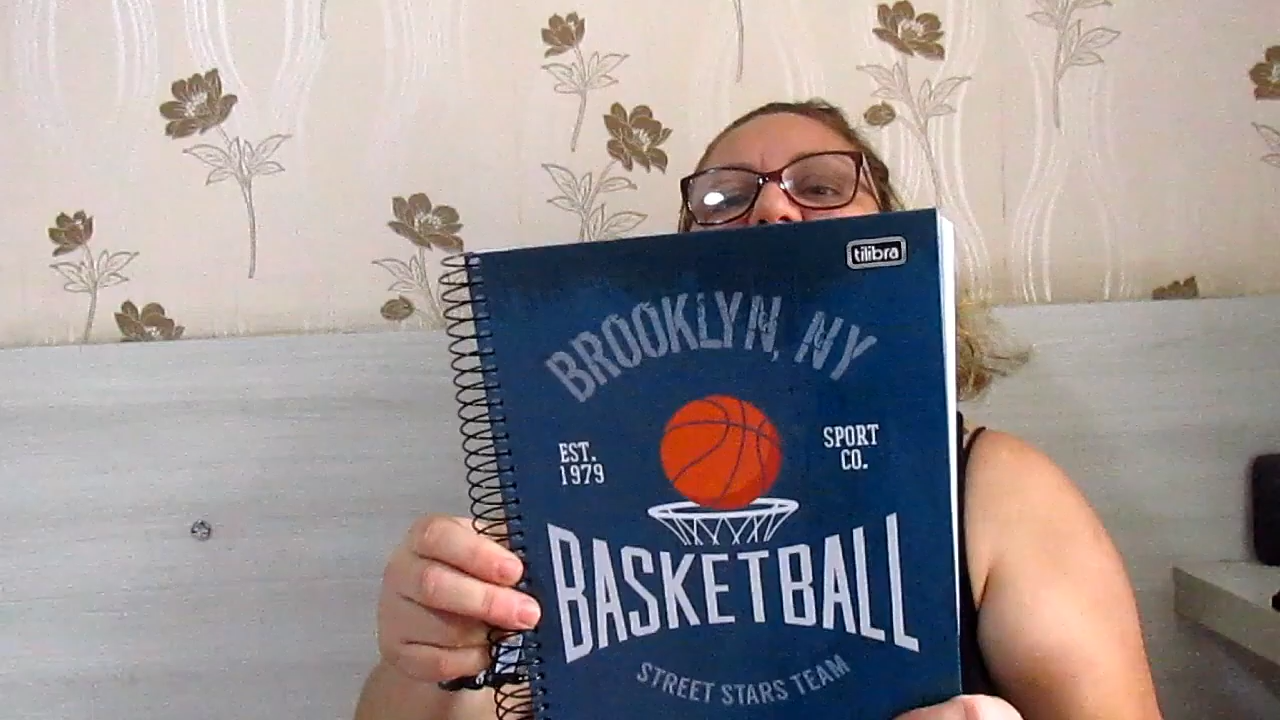 tilibra
BROOKLYN, NY
EST.
1979
SPORT
CO.
BASKETBALL
STREET STARS TEAM